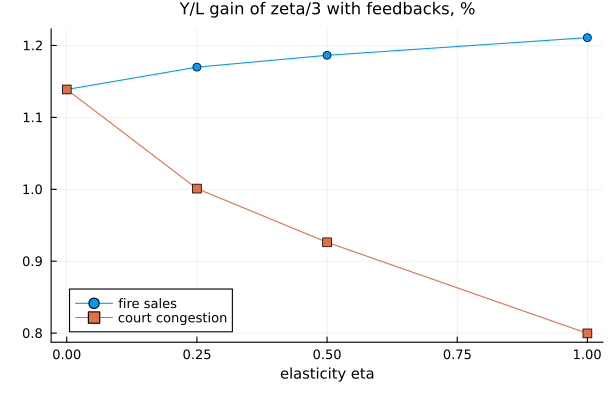 Y/L gain of zeta/3 with feedbacks, %
1.2
1.1
1.0
0.9
0.8
fire sales
court congestion
0.00 0.25 0.50 0.75 1.00
elasticity eta